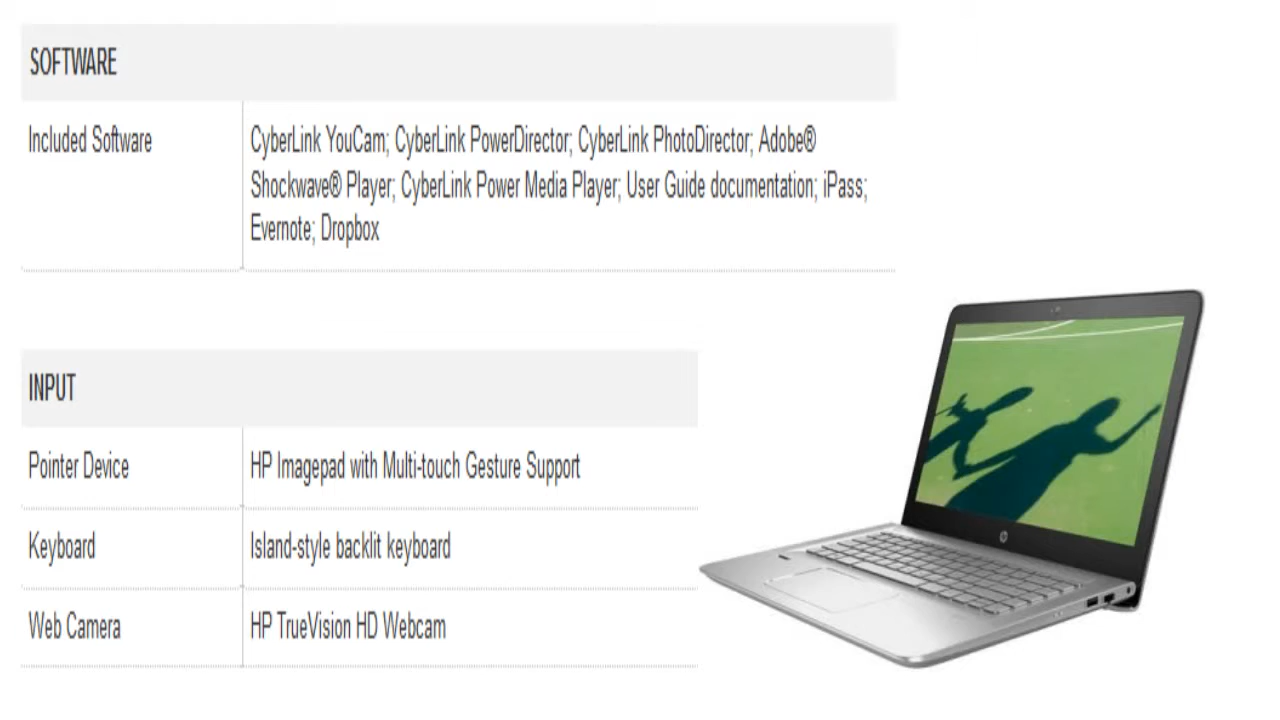 SOFTWARE
Included Software
CyberLink YouCam; CyberLink PowerDirector; CyberLink PhotoDirector; Adobe®
Shockwave® Player; CyberLink Power Media Player; User Guide documentation; iPass;
Evernote; Dropbox
INPUT
Pointer Device
HP Imagepad with Multi-touch Gesture Support
Keyboard
Island-style backlit keyboard
Web Camera
HP TrueVision HD Webcam
hp